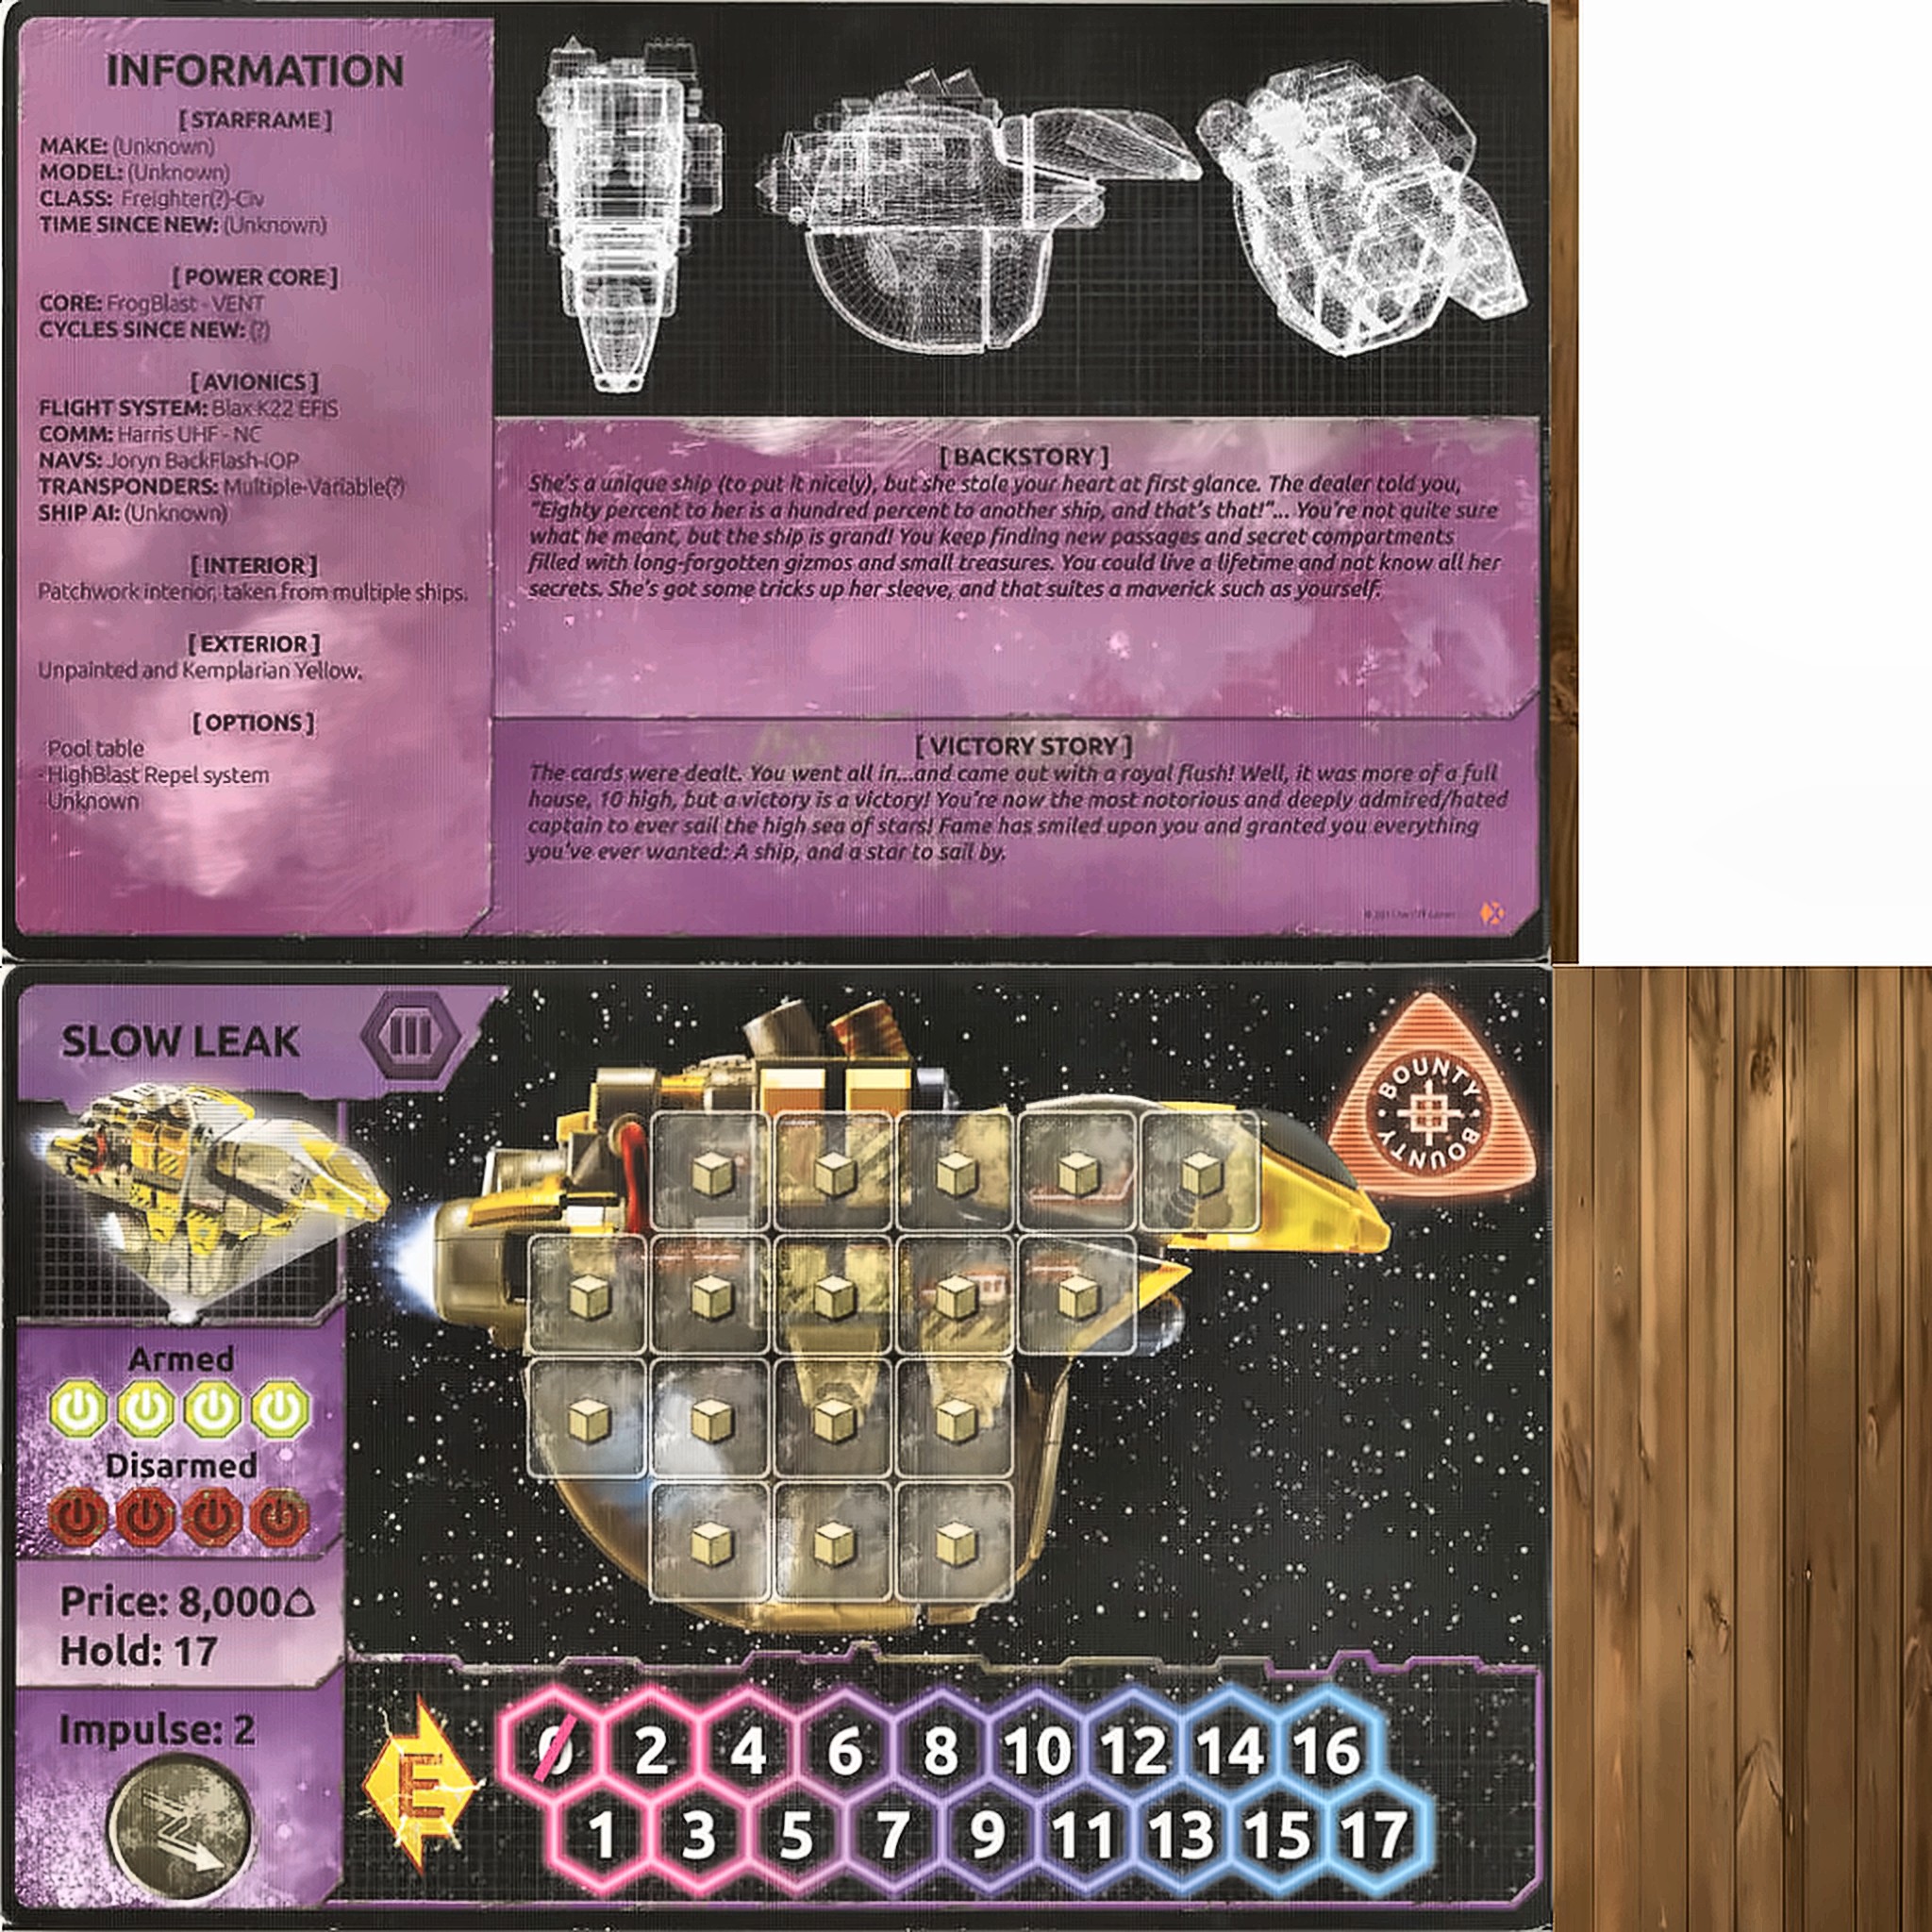 INFORMATION
[ STARFRAME ]
MAKE: (Unknown)
MODEL: (Unknown)
CLASS: Freighter(?)-Civ
TIME SINCE NEW: (Unknown)
[ POWER CORE ]
CORE: FrogBlast - VENT
CYCLES SINCE NEW: (?)
[ AVIONICS ]
FLIGHT SYSTEM: Blax K22 EFIS
COMM: Harris UHF - NC
NAVS: Joryn BackFlash-IOP
TRANSPONDERS: Multiple-Variable(?)
SHIP AI: (Unknown)
[ INTERIOR ]
Patchwork interior, taken from multiple ships.
[ EXTERIOR ]
Unpainted and Kemplarian Yellow.
[ OPTIONS ]
-Pool table
-HighBlast Repel system
-Unknown
[ BACKSTORY ]
She's a unique ship (to put it nicely), but she stole your heart at first glance. The dealer told you,
"Eighty percent to her is a hundred percent to another ship, and that's that!"... You're not quite sure
what he meant, but the ship is grand! You keep finding new passages and secret compartments
filled with long-forgotten gizmos and small treasures. You could live a lifetime and not know all her
secrets. She's got some tricks up her sleeve, and that suites a maverick such as yourself.
[ VICTORY STORY ]
The cards were dealt. You went all in...and came out with a royal flush! Well, it was more of a full
house, 10 high, but a victory is a victory! You're now the most notorious and deeply admired/hated
captain to ever sail the high sea of stars! Fame has smiled upon you and granted you everything
you've ever wanted: A ship, and a star to sail by.
SLOW LEAK
III
BOUNTY
BOUNTY
Armed
Disarmed
Price: 8,000
Hold: 17
Impulse: 2
E
0 2 4 6 8 10 12 14 16
1 3 5 7 9 11 13 15 17